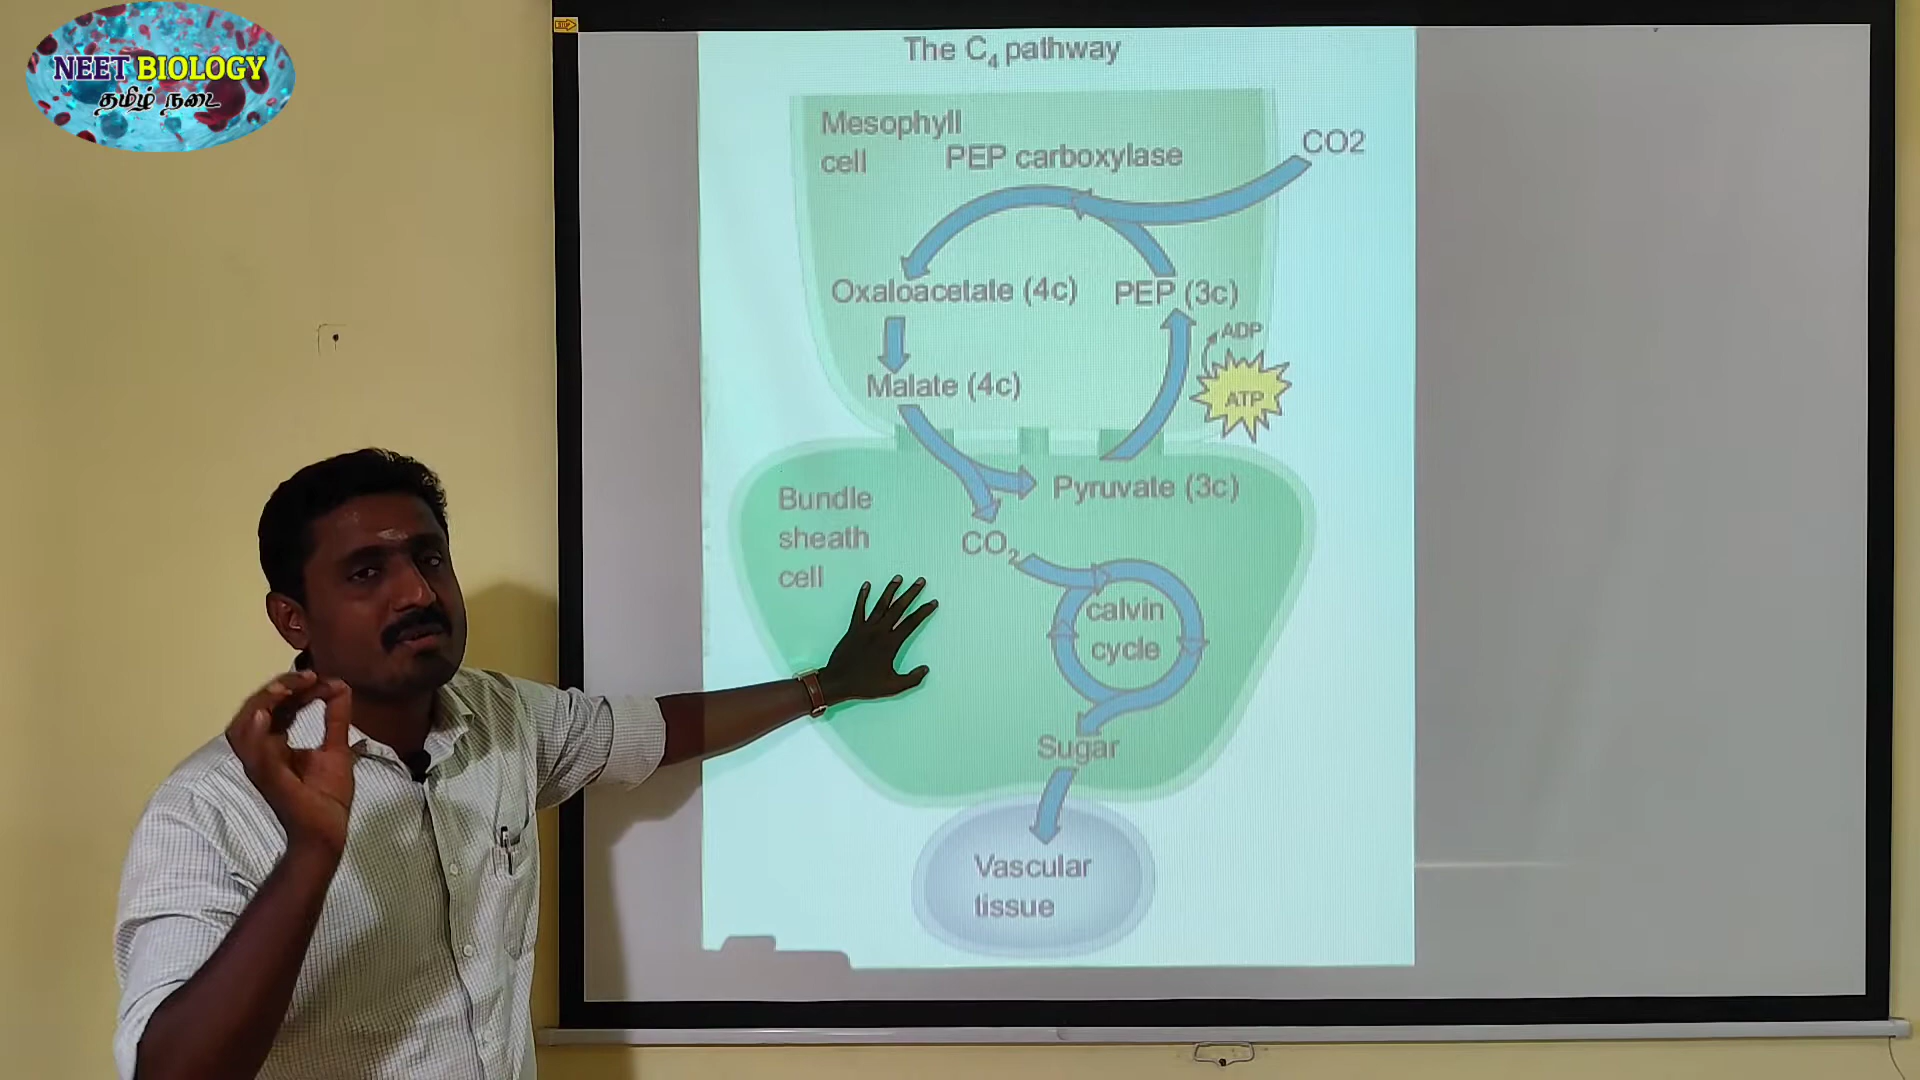 NEET BIOLOGY
தமிழ் நடை
The C₄ pathway
Mesophyll
cell
PEP carboxylase
CO2
Oxaloacetate (4c)
PEP (3c)
ADP
ATP
Malate (4c)
Pyruvate (3c)
Bundle
sheath
cell
CO₂
calvin
cycle
Sugar
Vascular
tissue